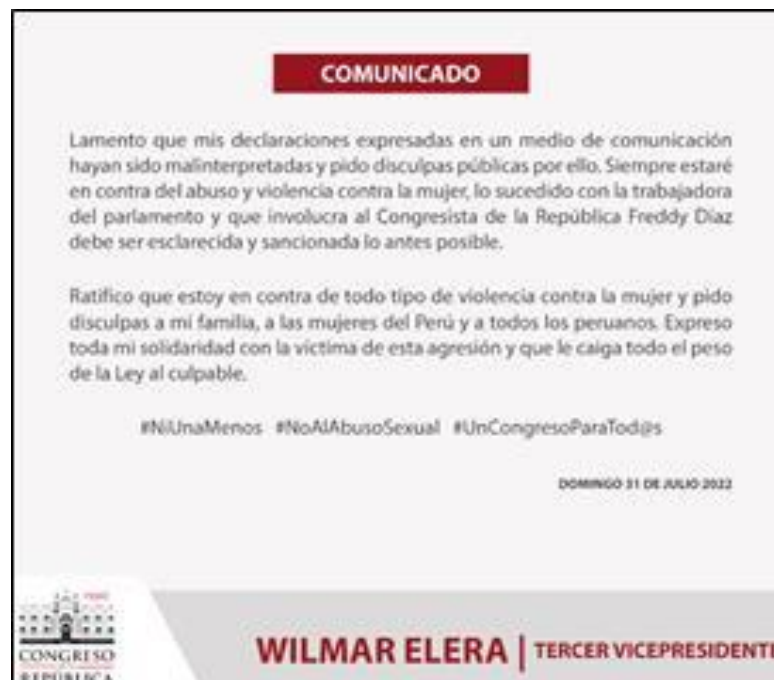 COMUNICADO
Lamento que mis declaraciones expresadas en un medio de comunicación
hayan sido malinterpretadas y pido disculpas públicas por ello. Siempre estaré
en contra del abuso y violencia contra la mujer, lo sucedido con la trabajadora
del parlamento y que involucra al Congresista de la República Freddy Díaz
debe ser esclarecida y sancionada lo antes posible.
Ratifico que estoy en contra de todo tipo de violencia contra la mujer y pido
disculpas a mi familia, a las mujeres del Perú y a todos los peruanos. Expreso
toda mi solidaridad con la víctima de esta agresión y que le caiga todo el peso
de la Ley al culpable.
#NiUnaMenos #NoAlAbusoSexual #UnCongresoParaTod@s
DOMINGO 31 DE JULIO 2022
CONGRESO
REPÚBLICA
WILMAR ELERA | TERCER VICEPRESIDENTE